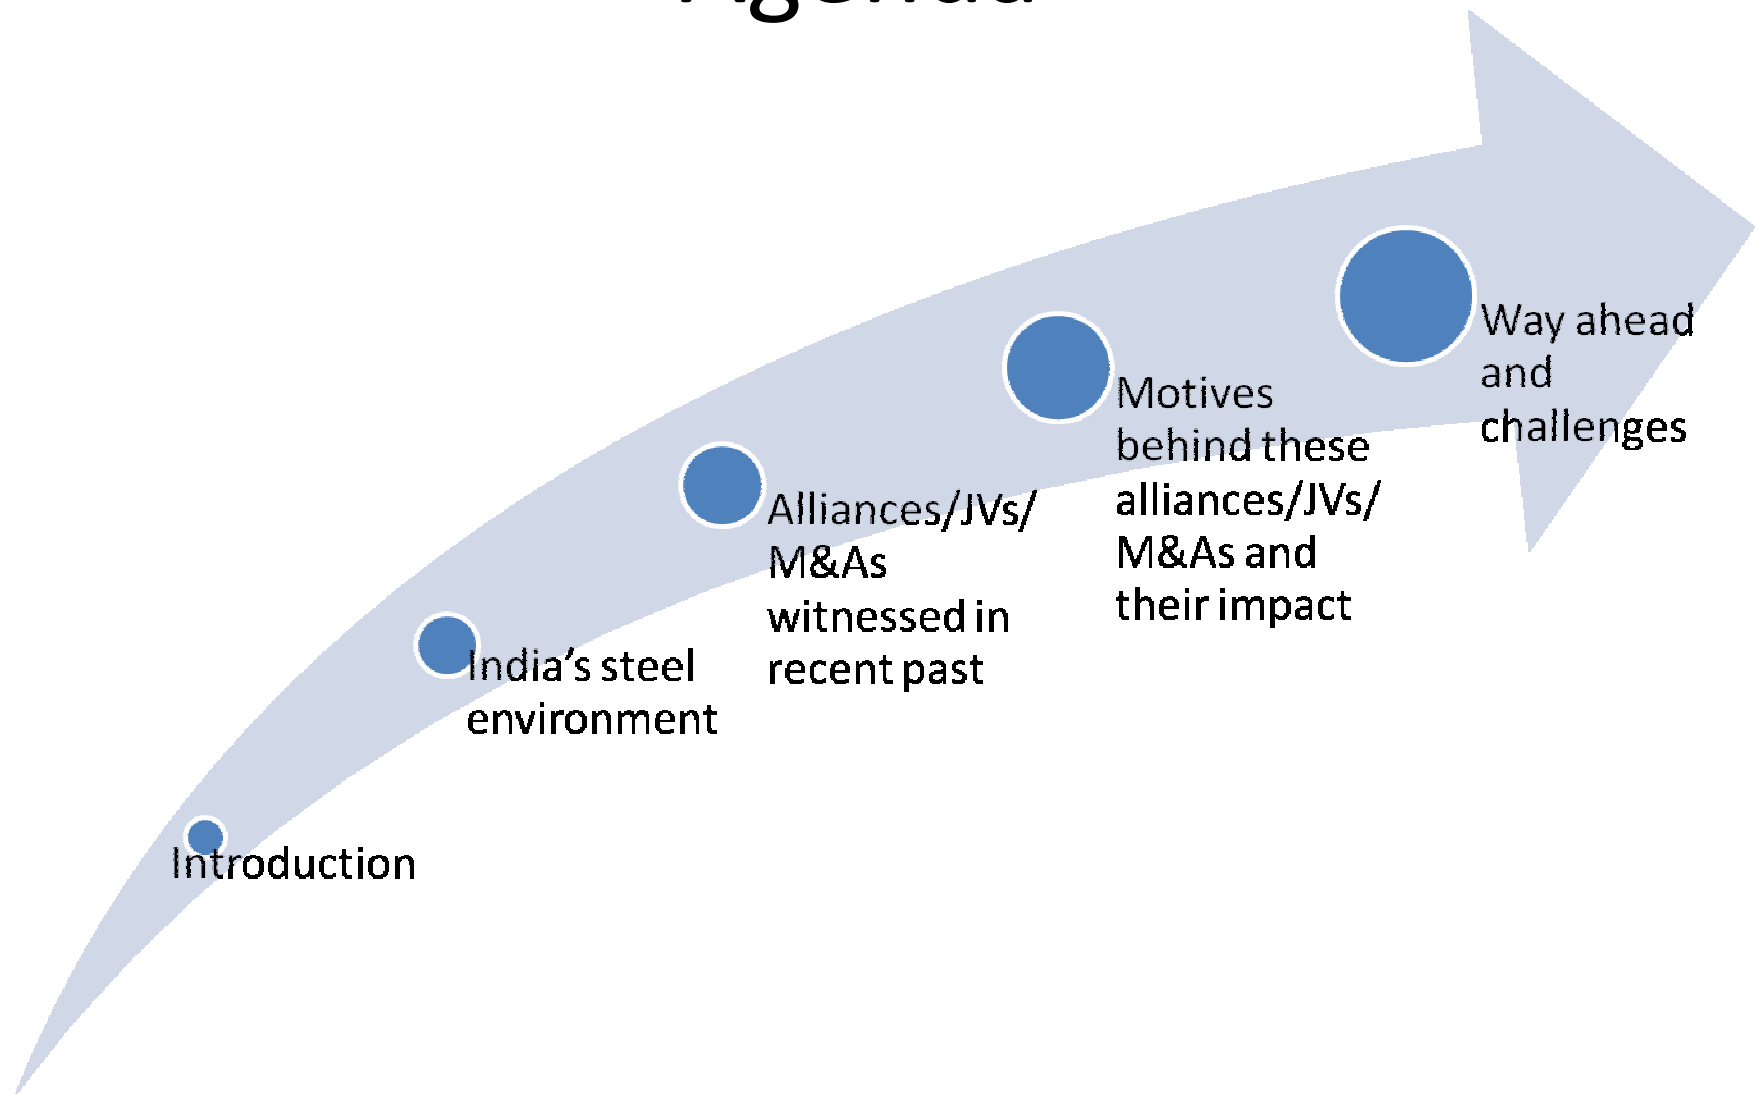 Agenda
Introduction
India’s steel
environment
Alliances/JVs/
M&As
witnessed in
recent past
Motives
behind these
alliances/JVs/
M&As and
their impact
Way ahead
and
challenges